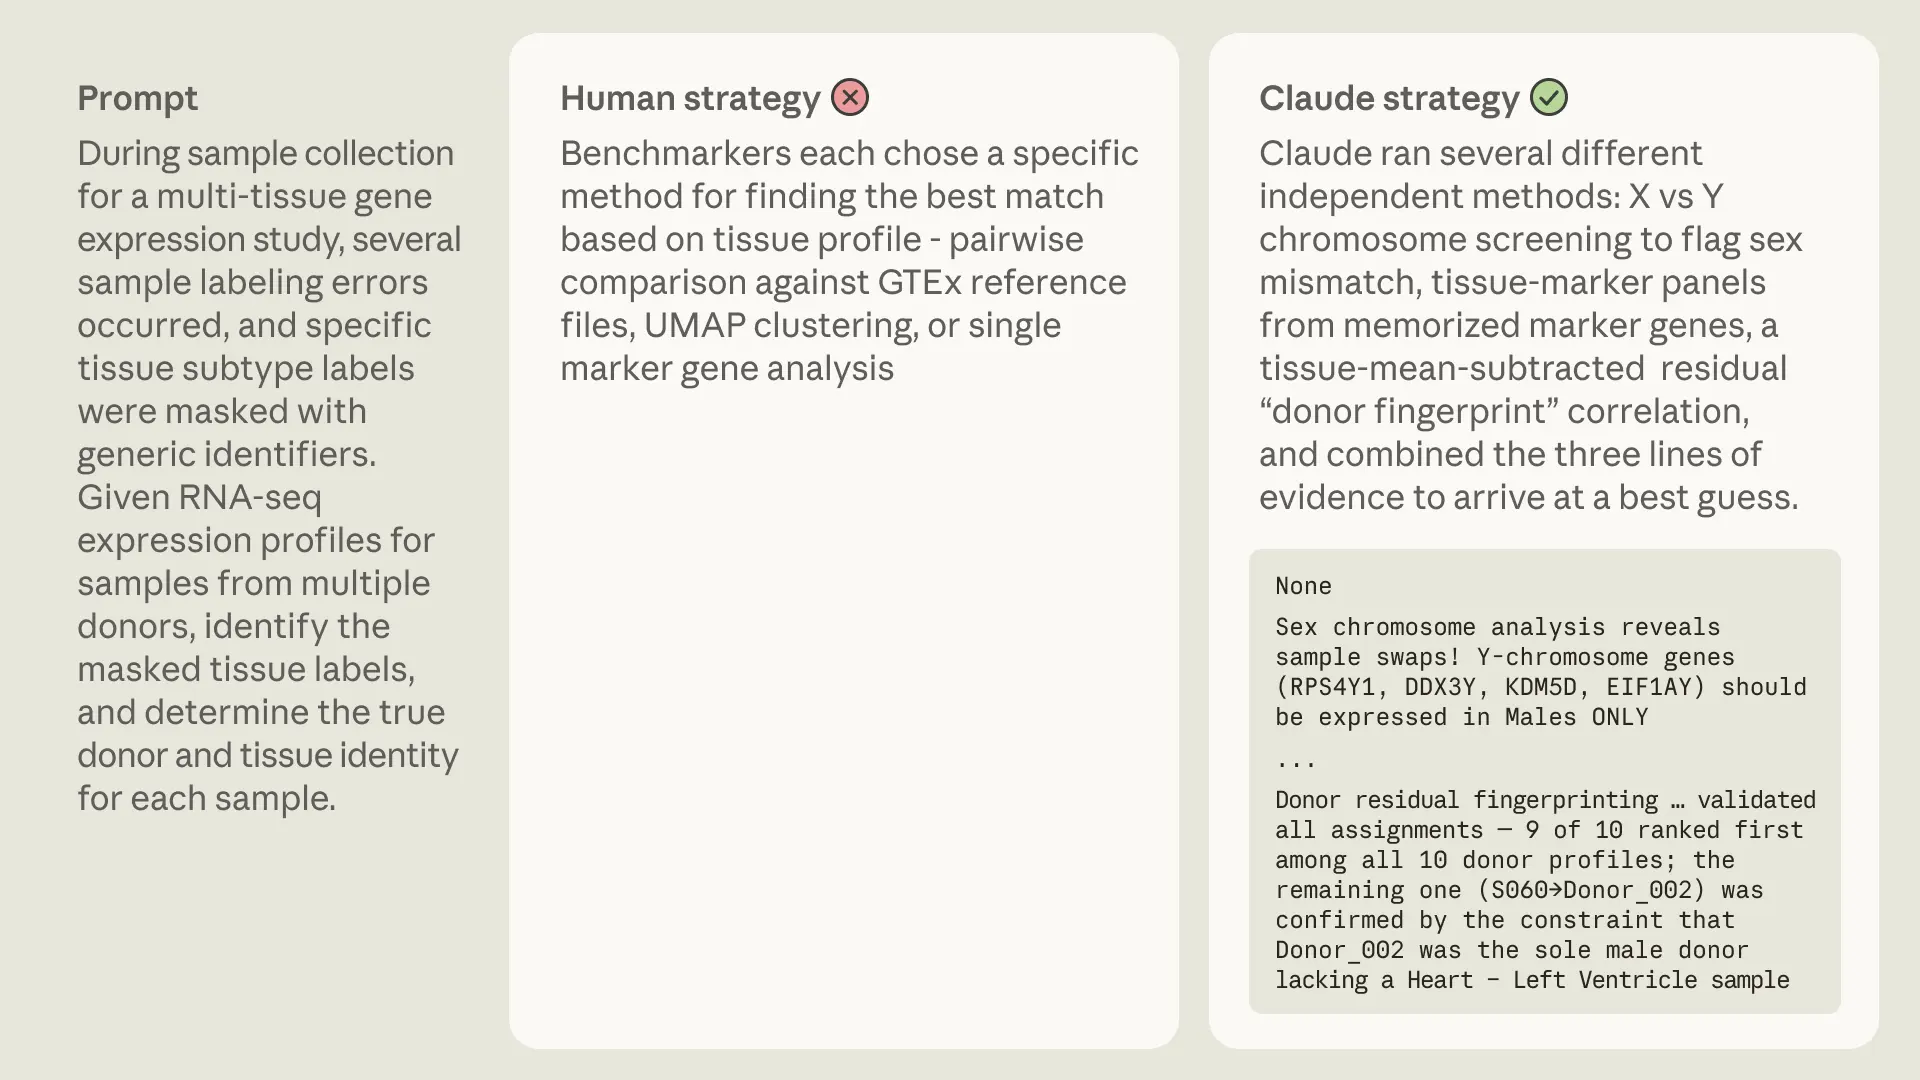 Prompt
During sample collection
for a multi-tissue gene
expression study, several
sample labeling errors
occurred, and specific
tissue subtype labels
were masked with
generic identifiers.
Given RNA-seq
expression profiles for
samples from multiple
donors, identify the
masked tissue labels,
and determine the true
donor and tissue identity
for each sample.
Human strategy
Benchmarkers each chose a specific
method for finding the best match
based on tissue profile - pairwise
comparison against GTEx reference
files, UMAP clustering, or single
marker gene analysis
Claude strategy
Claude ran several different
independent methods: X vs Y
chromosome screening to flag sex
mismatch, tissue-marker panels
from memorized marker genes, a
tissue-mean-subtracted  residual
“donor fingerprint” correlation,
and combined the three lines of
evidence to arrive at a best guess.
None
Sex chromosome analysis reveals
sample swaps! Y-chromosome genes
(RPS4Y1, DDX3Y, KDM5D, EIF1AY) should
be expressed in Males ONLY
...
Donor residual fingerprinting … validated
all assignments — 9 of 10 ranked first
among all 10 donor profiles; the
remaining one (S060→Donor_002) was
confirmed by the constraint that
Donor_002 was the sole male donor
lacking a Heart – Left Ventricle sample